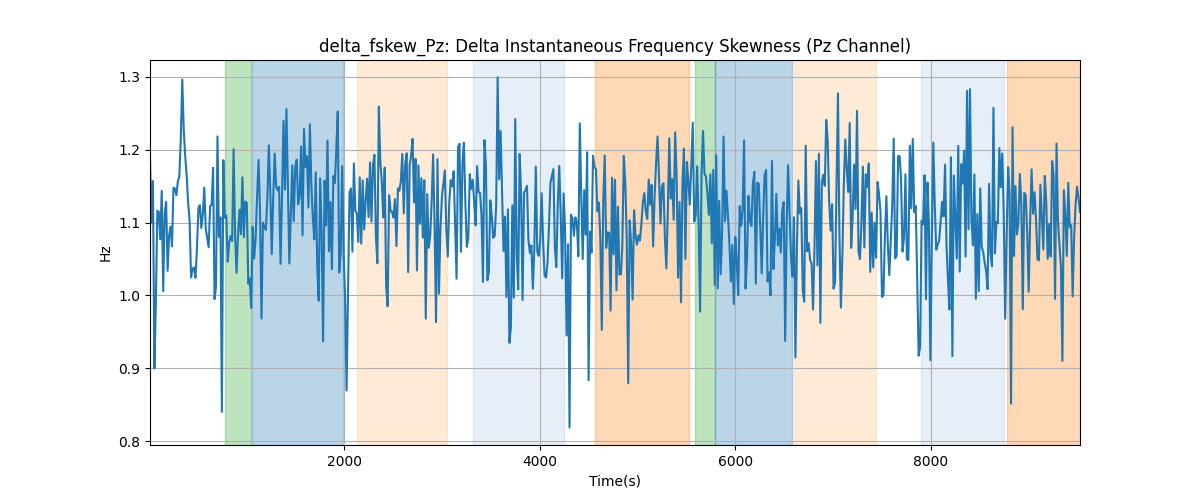 delta_fskew_Pz: Delta Instantaneous Frequency Skewness (Pz Channel)
1.3
1.2
1.1
1.0
0.9
0.8
Hz
2000 4000 6000 8000
Time(s)